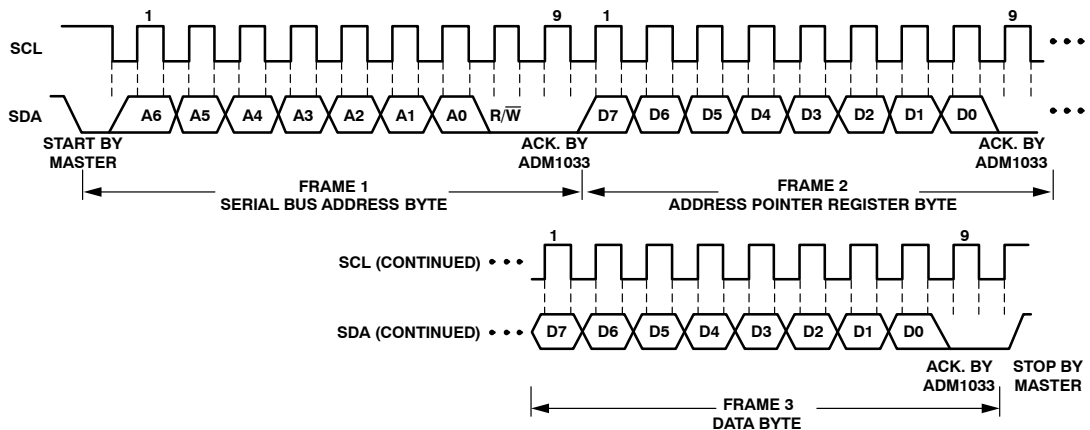 1 9 1 9
SCL
SDA A6 A5 A4 A3 A2 A1 A0 R/W̅ D7 D6 D5 D4 D3 D2 D1 D0
START BY
MASTER
ACK. BY
ADM1033
ACK. BY
ADM1033
FRAME 1
SERIAL BUS ADDRESS BYTE
FRAME 2
ADDRESS POINTER REGISTER BYTE
1 9
SCL (CONTINUED)
SDA (CONTINUED) D7 D6 D5 D4 D3 D2 D1 D0
ACK. BY
ADM1033
STOP BY
MASTER
FRAME 3
DATA BYTE